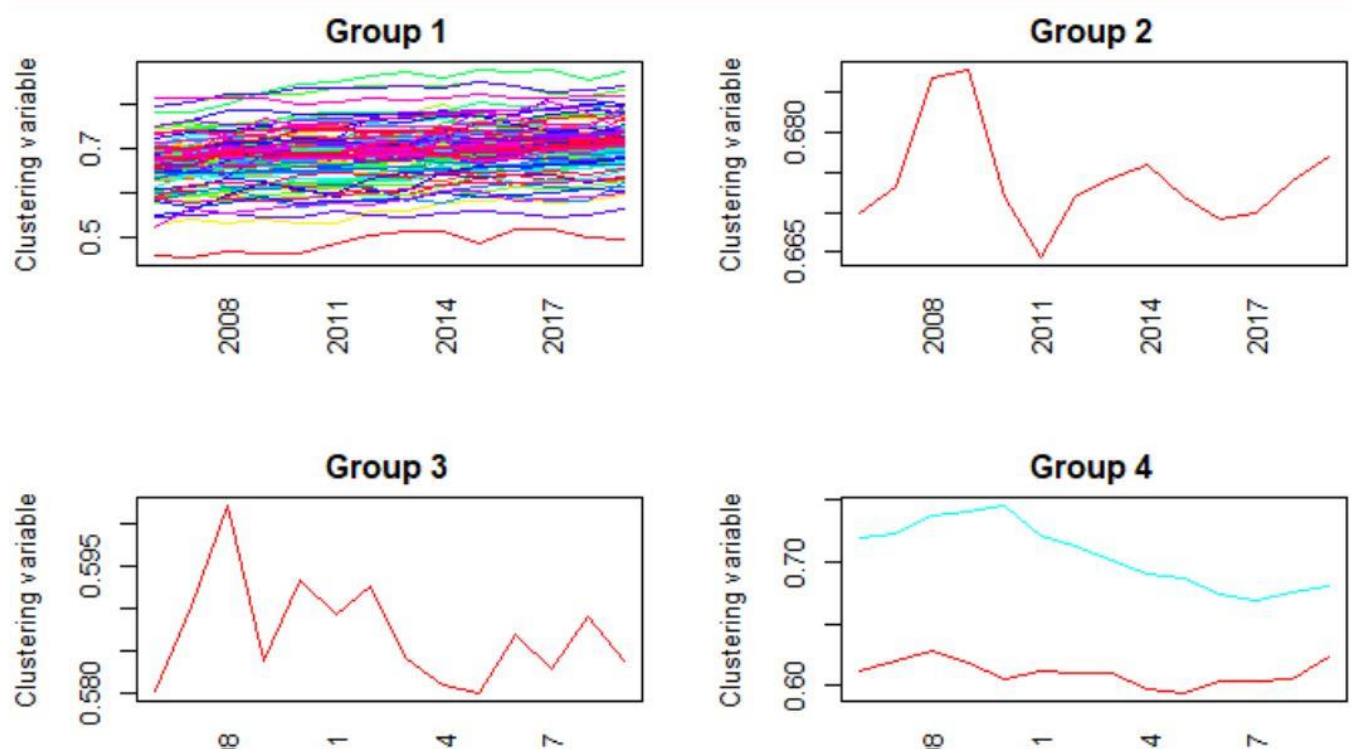 Group 1
Clustering variable
0.7
0.5
2008
2011
2014
2017
Group 2
Clustering variable
0.680
0.665
2008
2011
2014
2017
Group 3
Clustering variable
0.595
0.580
Group 4
Clustering variable
0.70
0.60